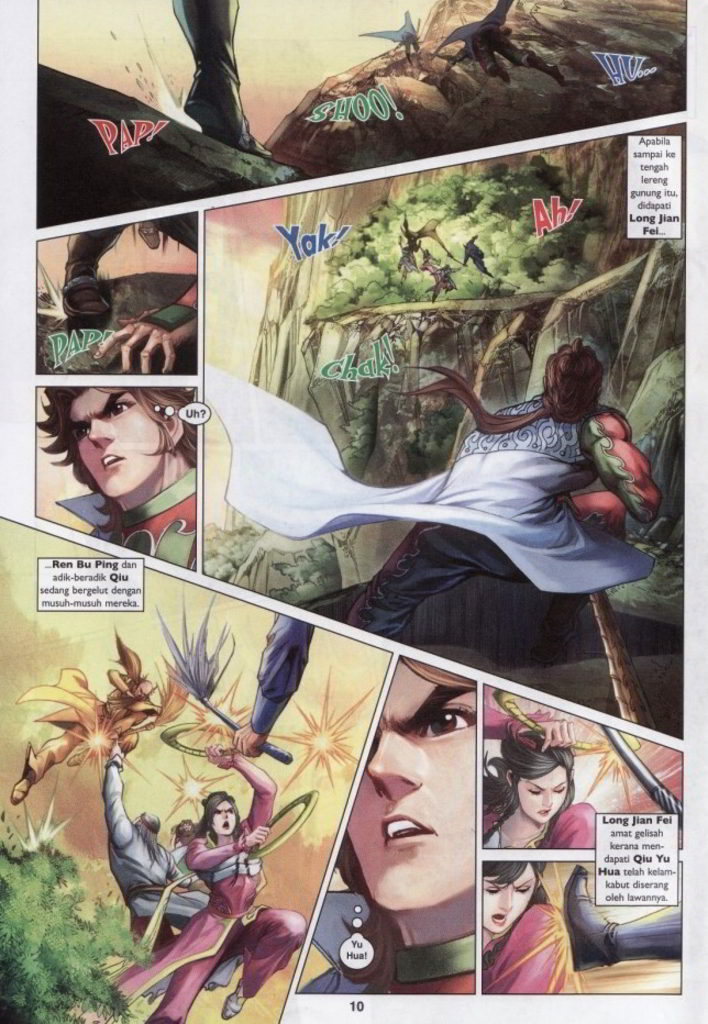 PAP!
SHOO!
HU...
Apabila
sampai ke
tengah
lereng
gunung itu,
didapati
Long Jian
Fei...
PAP!
Uh?
Yak!
Ah!
Chak!
...Ren Bu Ping dan
adik-beradik Qiu
sedang bergelut dengan
musuh-musuh mereka.
Yu
Hua!
Long Jian Fei
amat gelisah
kerana men-
dapati Qiu Yu
Hua telah kelam-
kabut diserang
oleh lawannya.
10